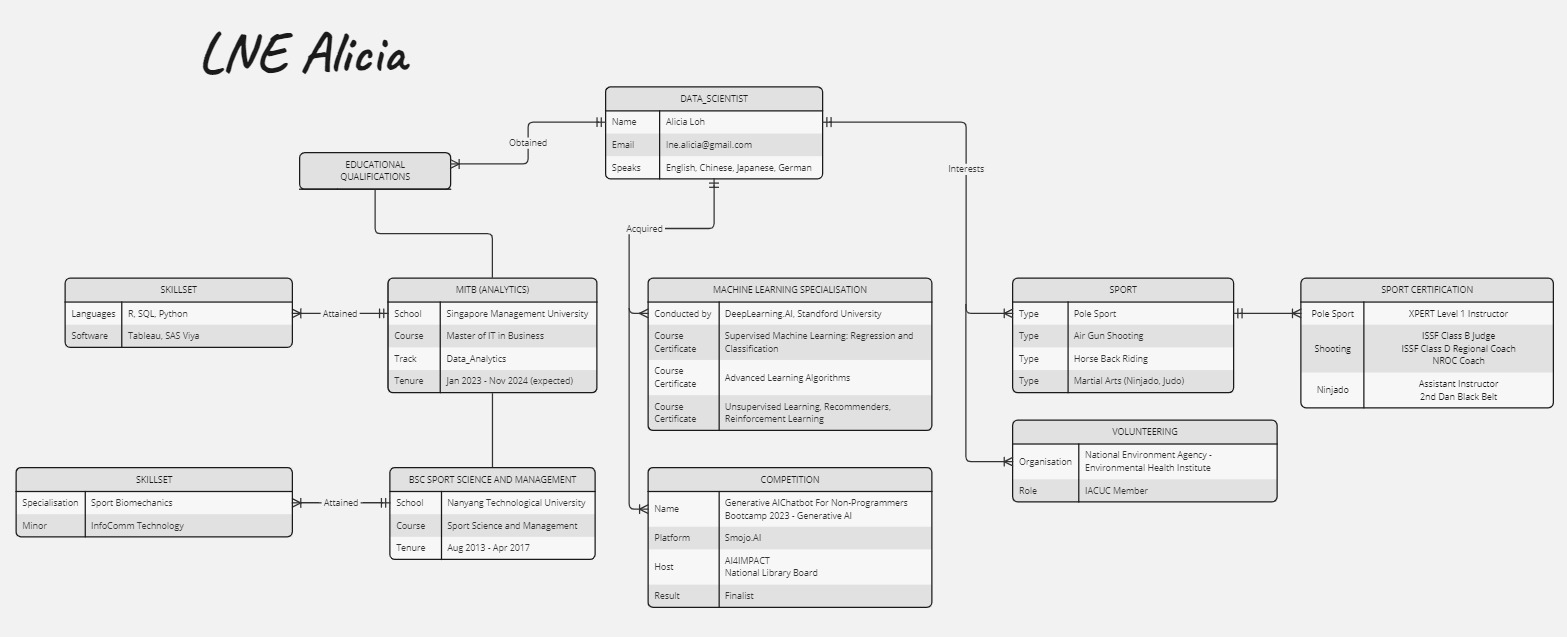 LNE Alicia
DATA_SCIENTIST
Name Alicia Loh
Email lne.alicia@gmail.com
Speaks English, Chinese, Japanese, German
Obtained
Interests
Acquired
EDUCATIONAL
QUALIFICATIONS
SKILLSET
Languages R, SQL, Python
Software Tableau, SAS Viya
Attained
MITB (ANALYTICS)
School Singapore Management University
Course Master of IT in Business
Track Data_Analytics
Tenure Jan 2023 - Nov 2024 (expected)
MACHINE LEARNING SPECIALISATION
Conducted by DeepLearning.AI, Standford University
Course
Certificate
Supervised Machine Learning: Regression and
Classification
Course
Certificate
Advanced Learning Algorithms
Course
Certificate
Unsupervised Learning, Recommenders,
Reinforcement Learning
SPORT
Type Pole Sport
Type Air Gun Shooting
Type Horse Back Riding
Type Martial Arts (Ninjado, Judo)
SPORT CERTIFICATION
Pole Sport XPERT Level 1 Instructor
Shooting
ISSF Class B Judge
ISSF Class D Regional Coach
NROC Coach
Ninjado
Assistant Instructor
2nd Dan Black Belt
VOLUNTEERING
Organisation
National Environment Agency -
Environmental Health Institute
Role IACUC Member
SKILLSET
Specialisation Sport Biomechanics
Minor InfoComm Technology
Attained
BSC SPORT SCIENCE AND MANAGEMENT
School Nanyang Technological University
Course Sport Science and Management
Tenure Aug 2013 - Apr 2017
COMPETITION
Name
Generative AIChatbot For Non-Programmers
Bootcamp 2023 - Generative AI
Platform Smojo.AI
Host
AI4IMPACT
National Library Board
Result Finalist